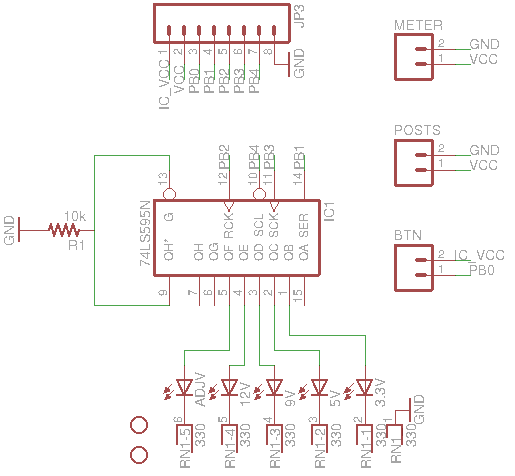 JP3
1 2 3 4 5 6 7 8
IC_VCC VCC PB0 PB1 PB2 PB3 PB4 GND
METER
2 GND
1 VCC
POSTS
2 GND
1 VCC
BTN
2 IC_VCC
1 PB0
PB2 PB4 PB3 PB1
13 12 10 11 14
G RCK SCL SCK SER
74LS595N
IC1
QH* QH QG QF QE QD QC QB QA
9 7 6 5 4 3 2 1 15
GND
10k
R1
ADJV 12V 9V 5V 3.3V
GND
6 5 4 3 2 1
RN1-5 330
RN1-4 330
RN1-3 330
RN1-2 330
RN1-1 330
RN1 330